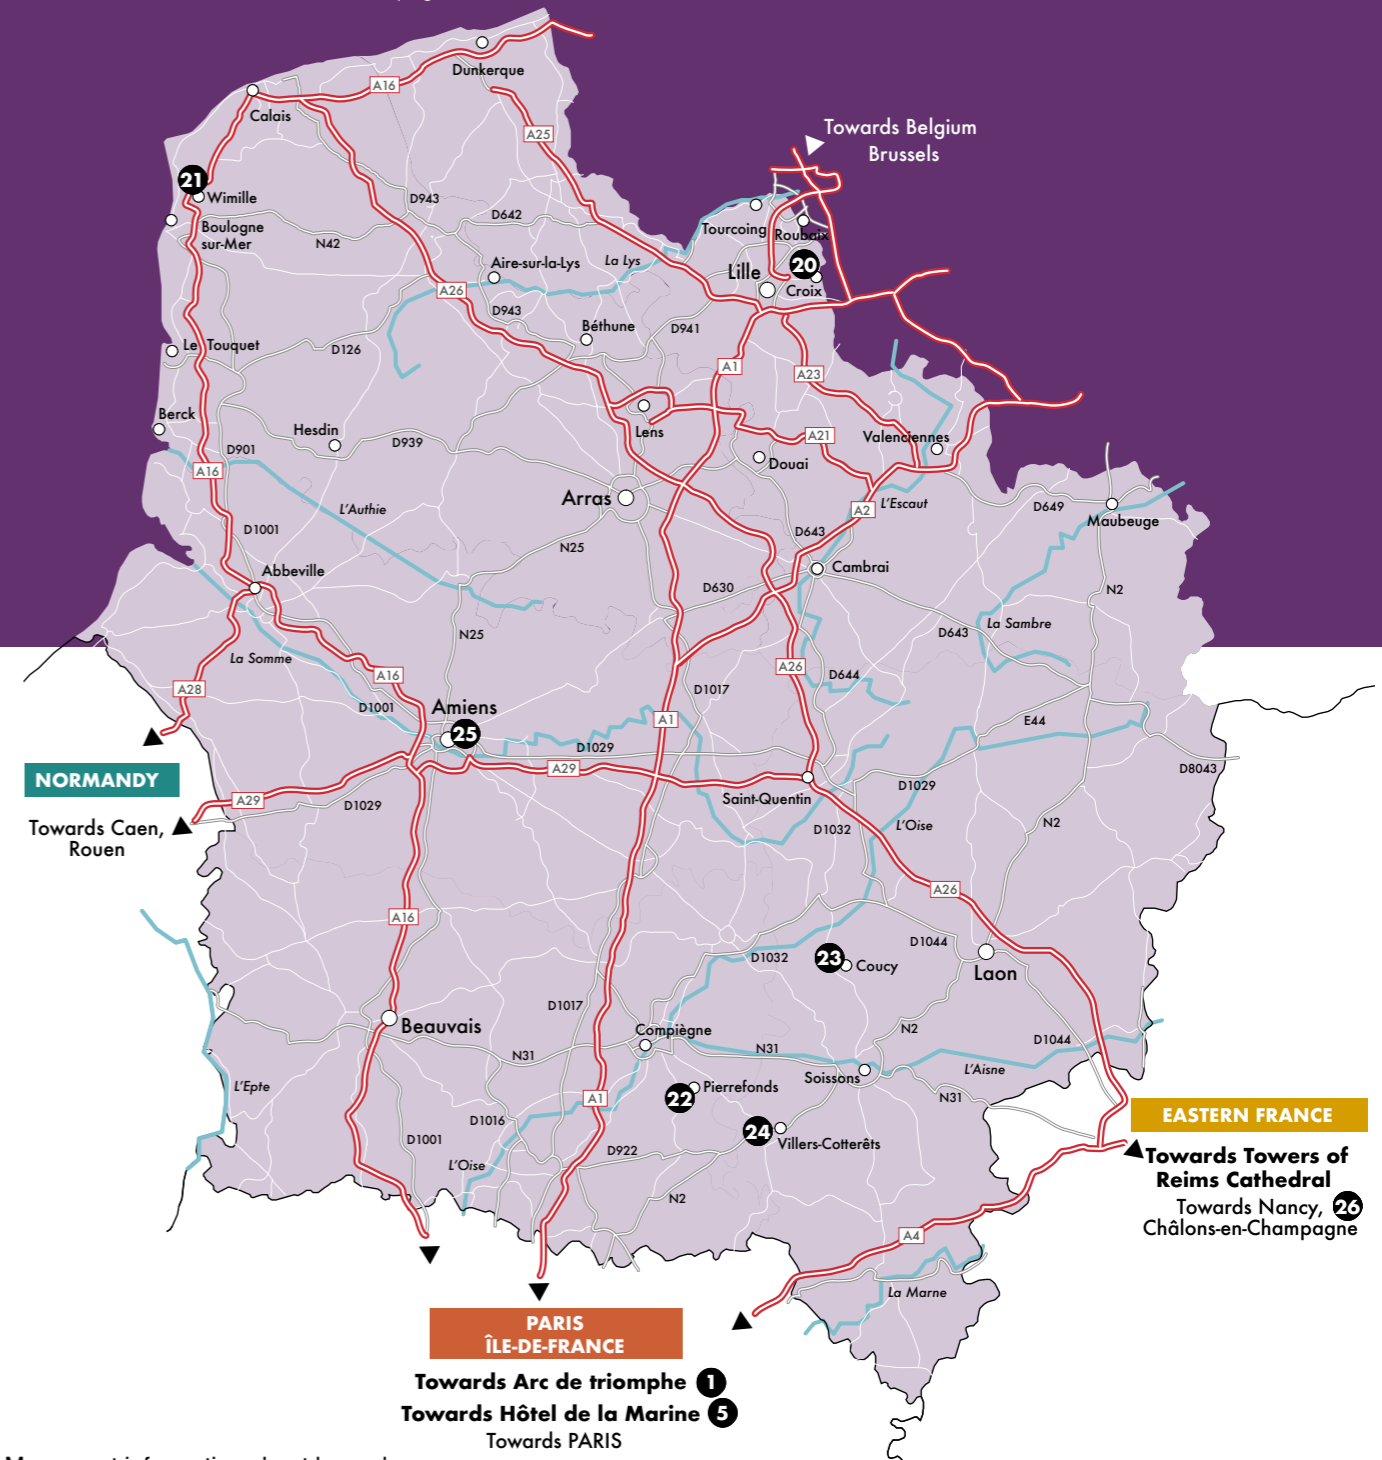 Dunkerque
A16
Calais
A25
Towards Belgium
Brussels
21
Wimille
D943
D642
Boulogne
sur-Mer
N42
Tourcoing
Roubaix
Aire-sur-la-Lys
La Lys
Lille
20
Croix
A26
D943
Béthune
D941
Le Touquet
D126
A1
A23
Berck
Hesdin
D939
Lens
A21
Valenciennes
D901
A16
Douai
Arras
L'Authie
A2
L'Escaut
D649
Maubeuge
D1001
N25
D643
Abbeville
Cambrai
D630
N2
N25
D643
La Sambre
La Somme
A28
A16
A26
D644
D1017
D1001
Amiens
25
A1
E44
D1029
NORMANDY
A29
D8043
A29
D1029
Saint-Quentin
D1029
Towards Caen,
Rouen
D1032
L'Oise
N2
A26
A16
D1044
D1032
23
Coucy
Laon
D1017
Beauvais
Compiègne
N2
D1044
N31
N31
L'Aisne
Soissons
L'Epte
22
Pierrefonds
A1
N31
EASTERN FRANCE
D1016
24
Villers-Cotterêts
D1001
D922
Towards Towers of
Reims Cathedral
L'Oise
N2
Towards Nancy, 26
Châlons-en-Champagne
A4
La Marne
PARIS
ÎLE-DE-FRANCE
Towards Arc de triomphe 1
Towards Hôtel de la Marine 5
Towards PARIS